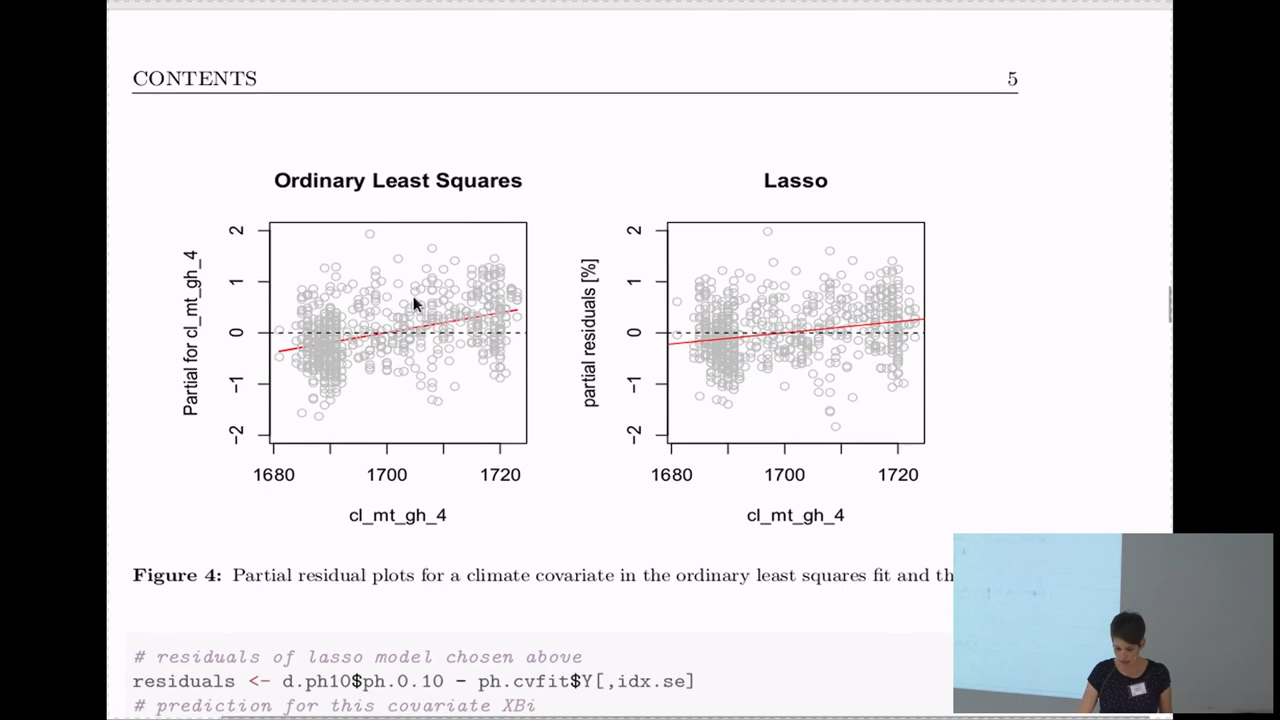 CONTENTS 5
Ordinary Least Squares
Partial for cl_mt_gh_4
2
1
0
−1
−2
1680 1700 1720
cl_mt_gh_4
Lasso
partial residuals [%]
2
1
0
−1
−2
1680 1700 1720
cl_mt_gh_4
Figure 4: Partial residual plots for a climate covariate in the ordinary least squares fit and th
# residuals of lasso model chosen above
residuals <- d.ph10$ph.0.10 - ph.cvfit$Y[,idx.se]
# prediction for this covariate XBi